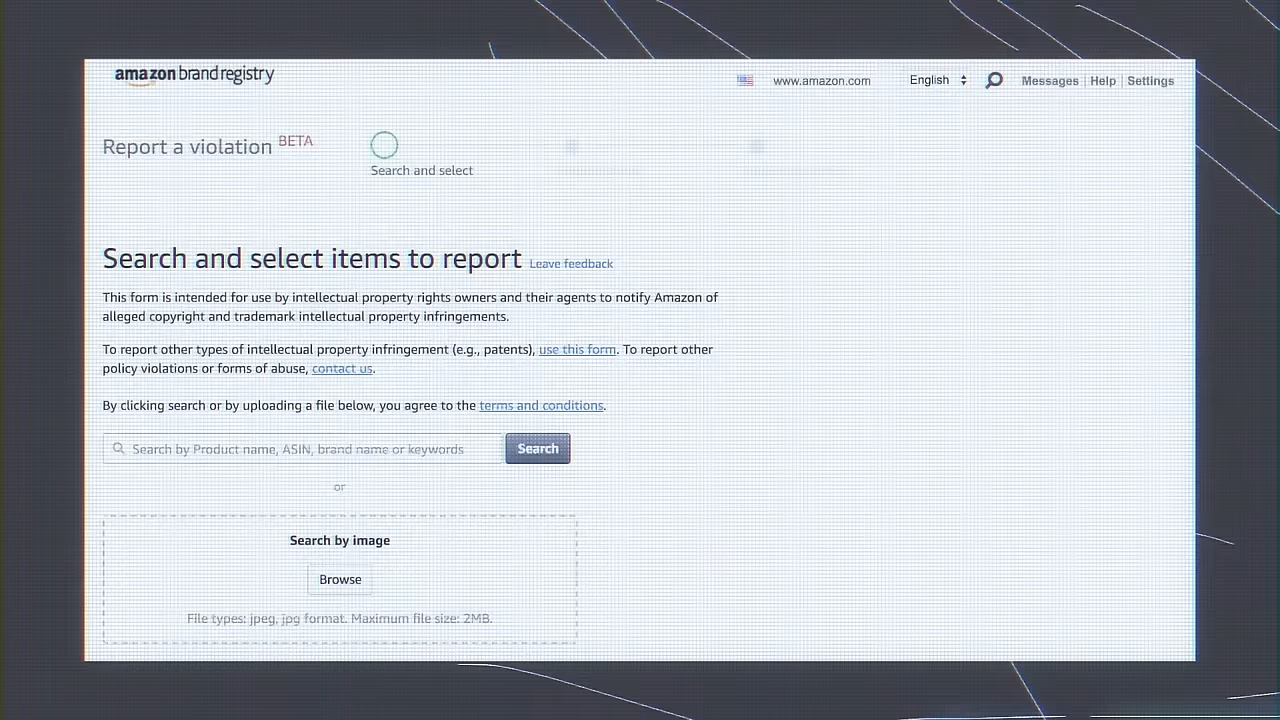 amazon brand registry
www.amazon.com
English
Messages | Help | Settings
Report a violation BETA
Search and select
Search and select items to report Leave feedback
This form is intended for use by intellectual property rights owners and their agents to notify Amazon of
alleged copyright and trademark intellectual property infringements.
To report other types of intellectual property infringement (e.g., patents), use this form. To report other
policy violations or forms of abuse, contact us.
By clicking search or by uploading a file below, you agree to the terms and conditions.
Search by Product name, ASIN, brand name or keywords
Search
or
Search by image
Browse
File types: jpeg, jpg format. Maximum file size: 2MB.